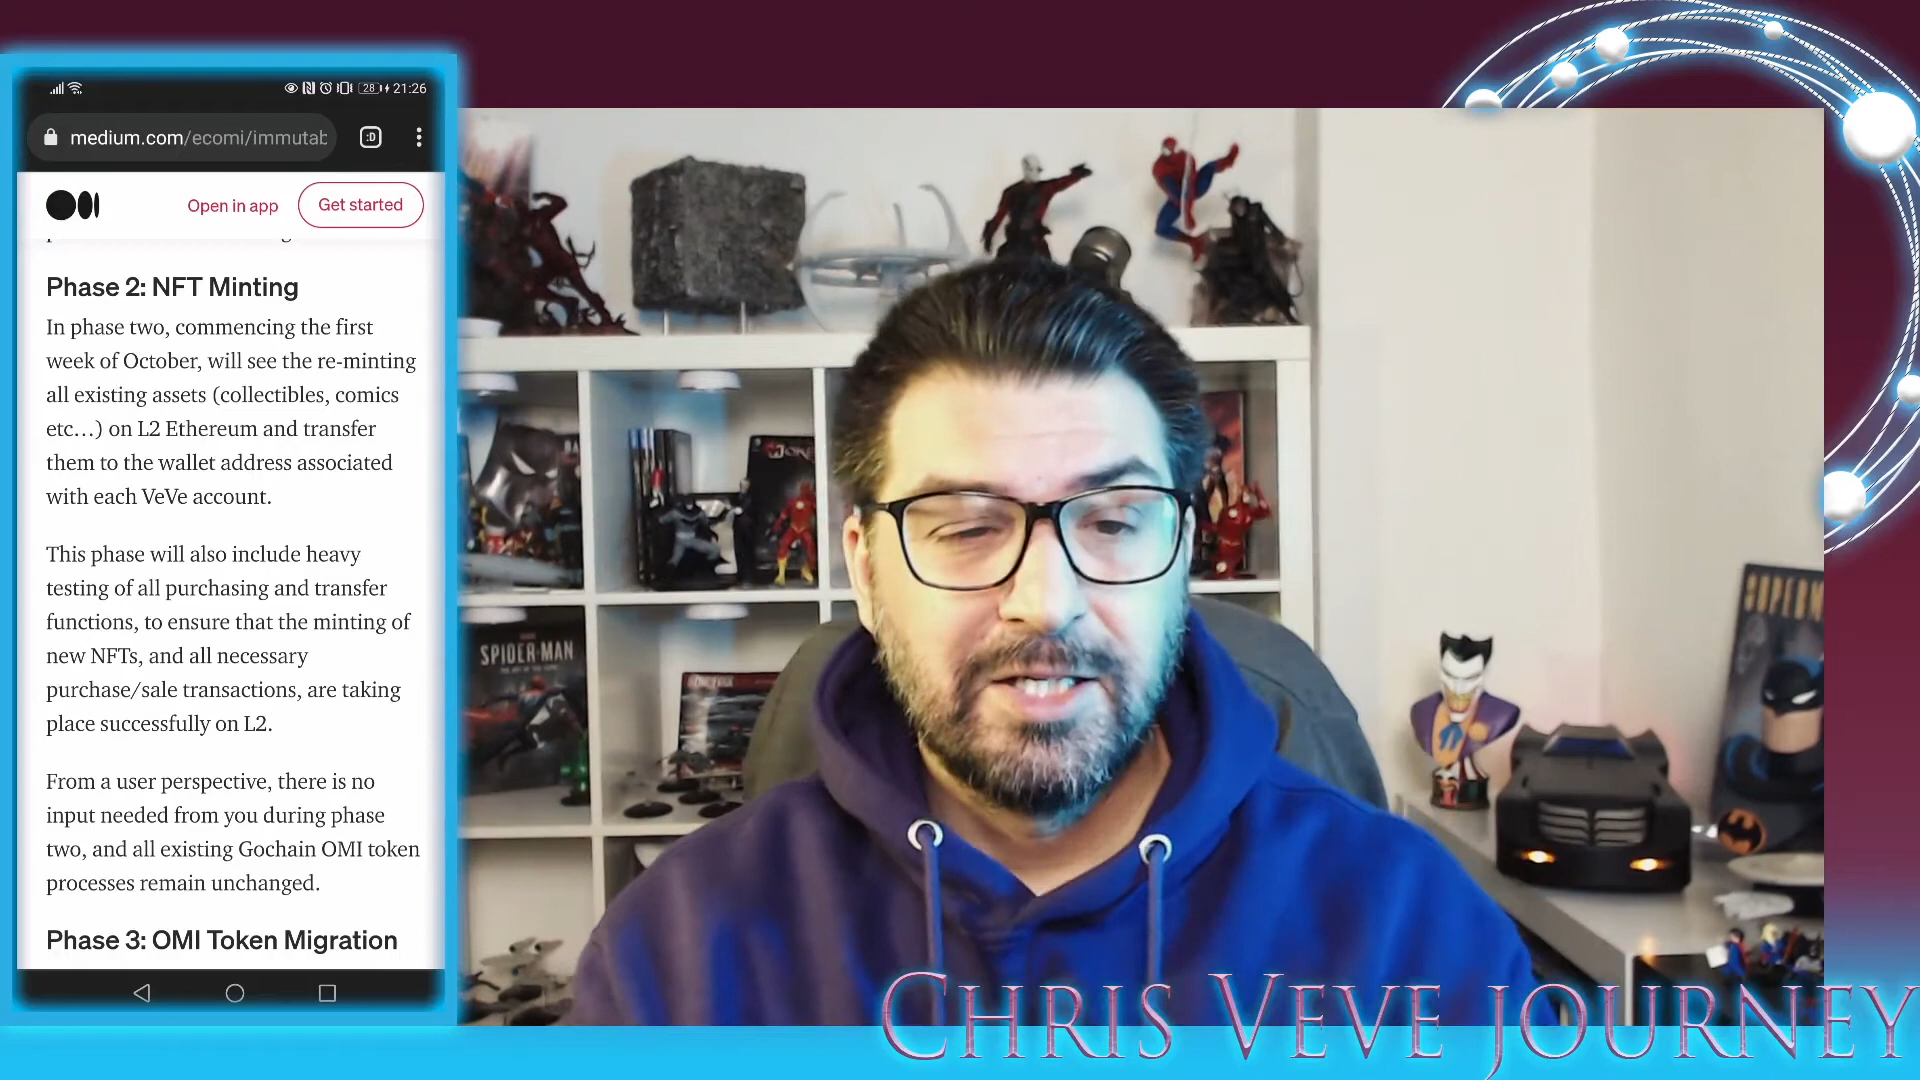 28 21:26
medium.com/ecomi/immutab
:D
Open in app
Get started
Phase 2: NFT Minting
In phase two, commencing the first
week of October, will see the re-minting
all existing assets (collectibles, comics
etc…) on L2 Ethereum and transfer
them to the wallet address associated
with each VeVe account.
This phase will also include heavy
testing of all purchasing and transfer
functions, to ensure that the minting of
new NFTs, and all necessary
purchase/sale transactions, are taking
place successfully on L2.
From a user perspective, there is no
input needed from you during phase
two, and all existing Gochain OMI token
processes remain unchanged.
Phase 3: OMI Token Migration
SPIDER-MAN
SUPERM
CHRIS VEVE JOURNEY